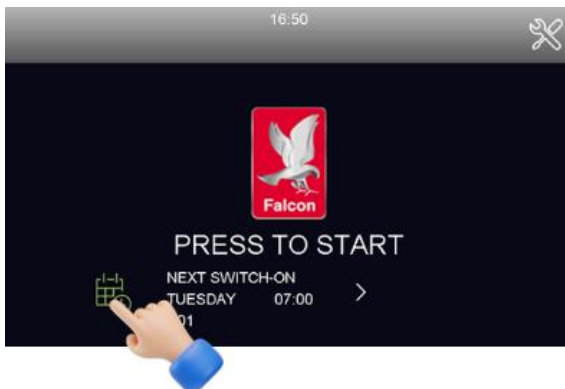 16:50
Falcon
PRESS TO START
NEXT SWITCH-ON
TUESDAY 07:00
>